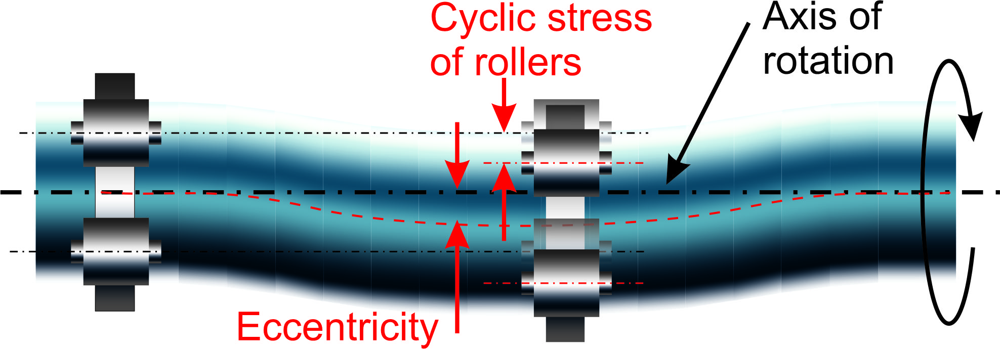 Cyclic stress
of rollers
Axis of
rotation
Eccentricity